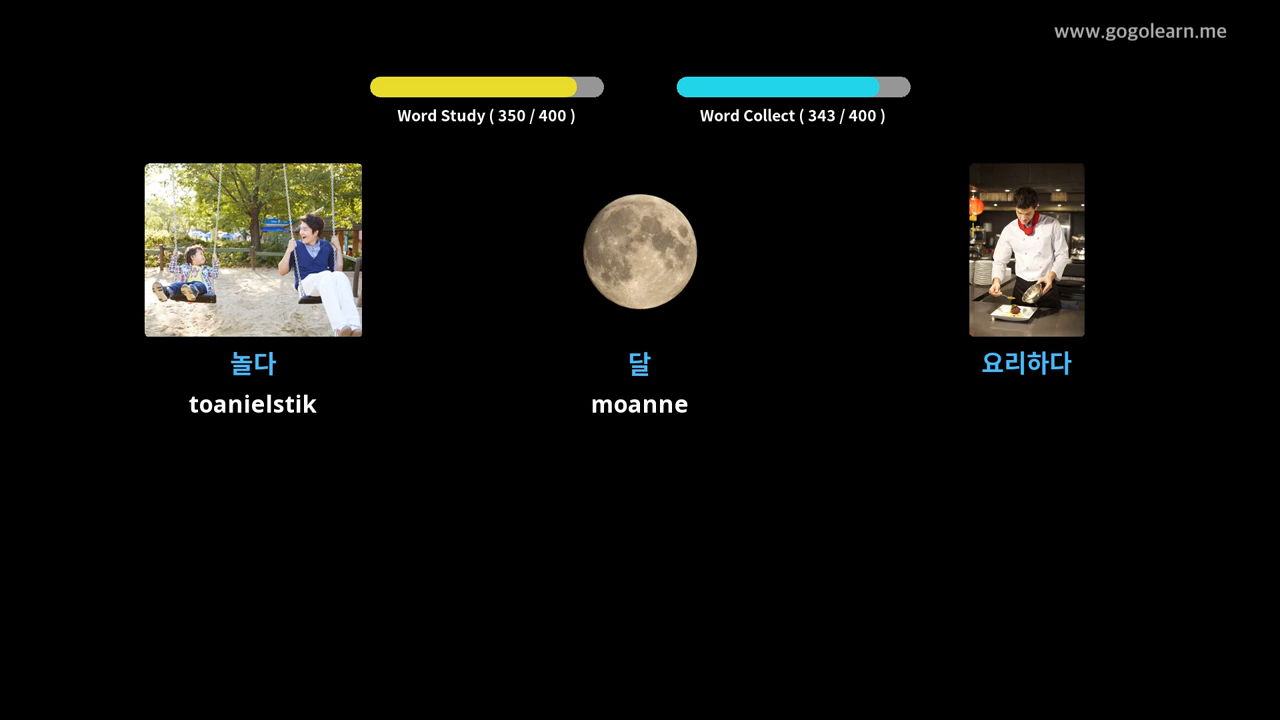 www.gogolearn.me
Word Study ( 350 / 400 )
Word Collect ( 343 / 400 )
놀다
달
요리하다
toanielstik
moanne